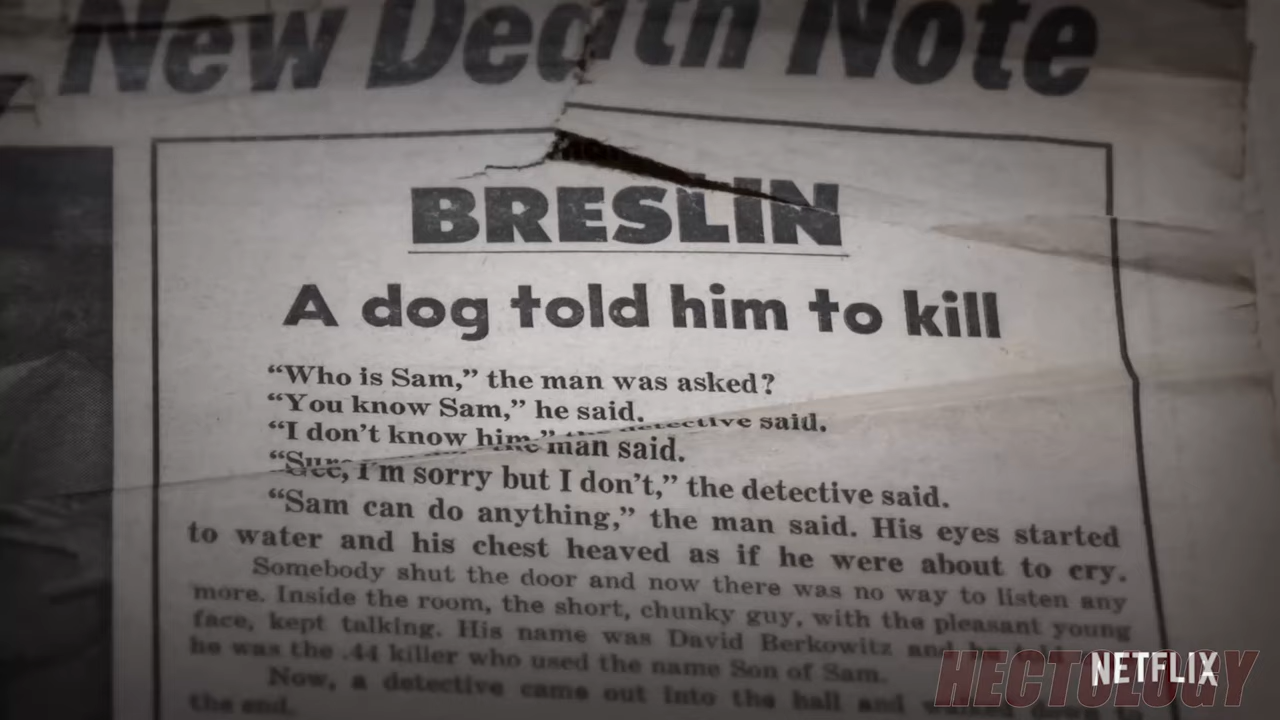 New Death Note
BRESLIN
A dog told him to kill
“Who is Sam,” the man was asked?
“You know Sam,” he said.
“I don’t know him,” the detective said.
man said.
I’m sorry but I don’t,” the detective said.
“Sam can do anything,” the man said. His eyes started
to water and his chest heaved as if he were about to cry.
Somebody shut the door and now there was no way to listen any
more. Inside the room, the short, chunky guy, with the pleasant young
face, kept talking. His name was David Berkowitz and
he was the .44 killer who used the name Son of Sam.
Now, a detective came out into the hall and
the end.
HECTOLOGY
NETFLIX